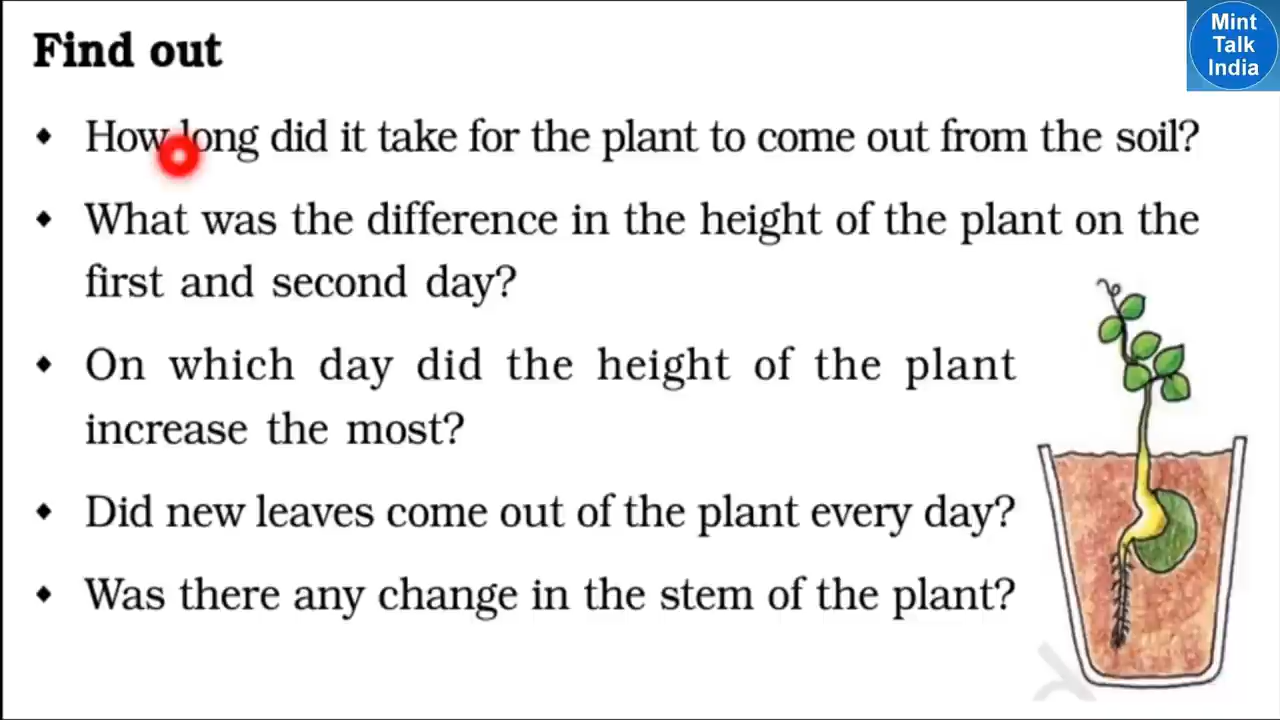 Find out
Mint
Talk
India
♦ How long did it take for the plant to come out from the soil?
♦ What was the difference in the height of the plant on the
first and second day?
♦ On which day did the height of the plant
increase the most?
♦ Did new leaves come out of the plant every day?
♦ Was there any change in the stem of the plant?